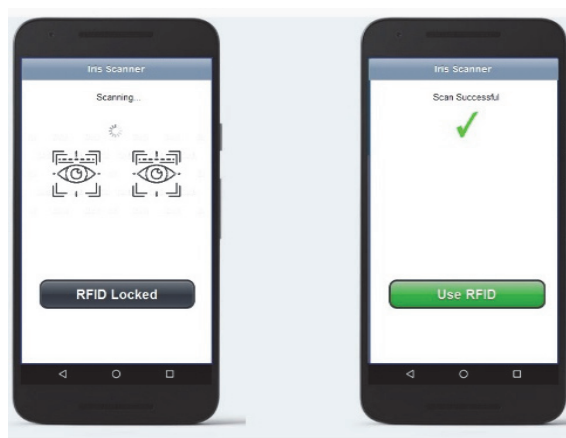 Iris Scanner
Scanning...
RFID Locked
Iris Scanner
Scan Successful
Use RFID